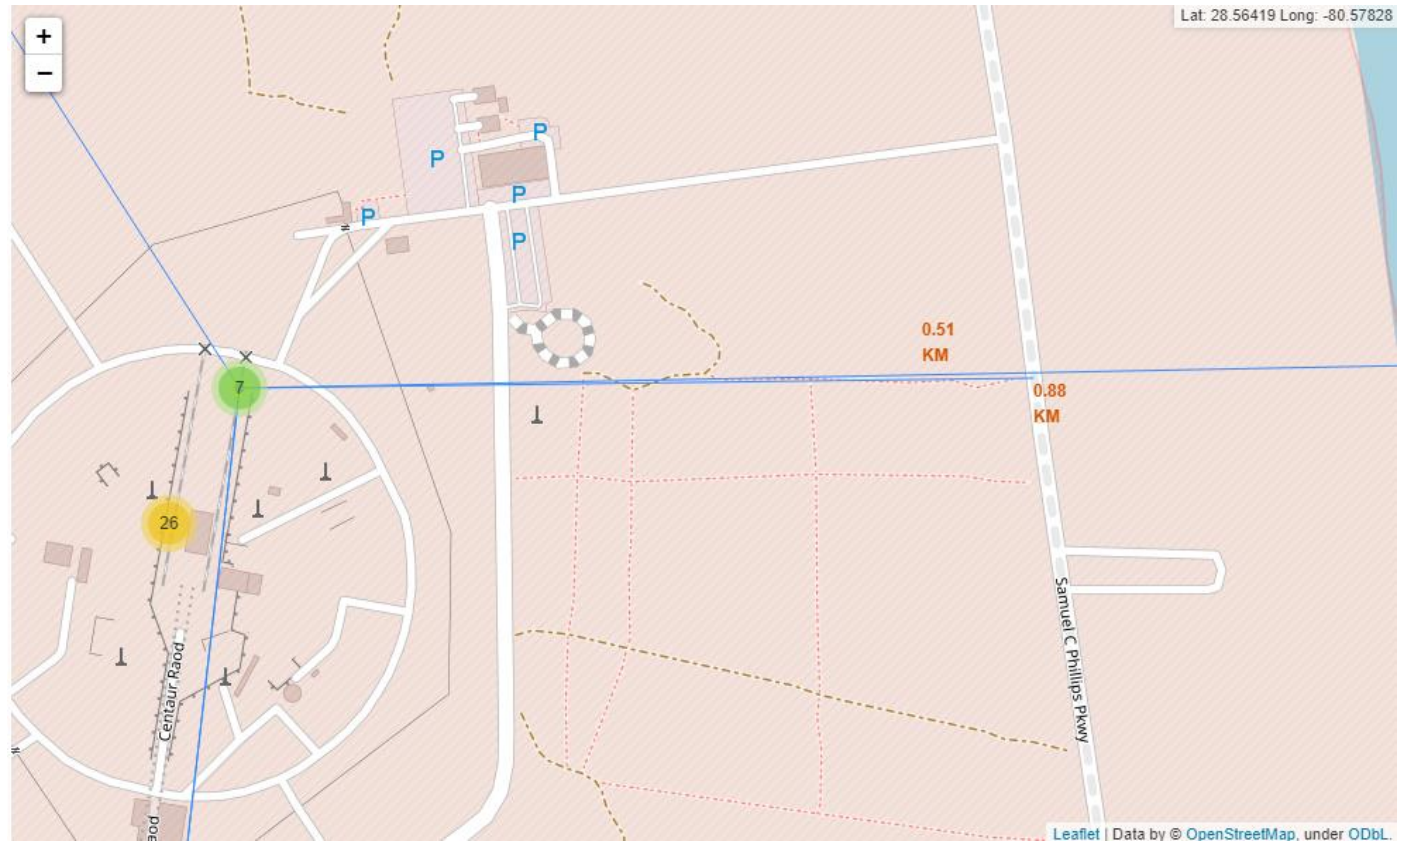 +
Lat: 28.56419 Long: -80.57828
−
P
P
P
P
P
0.51
KM
7
0.88
KM
26
Samuel C Phillips Pkwy
Centaur Raod
oad
Leaflet | Data by © OpenStreetMap, under ODbL.